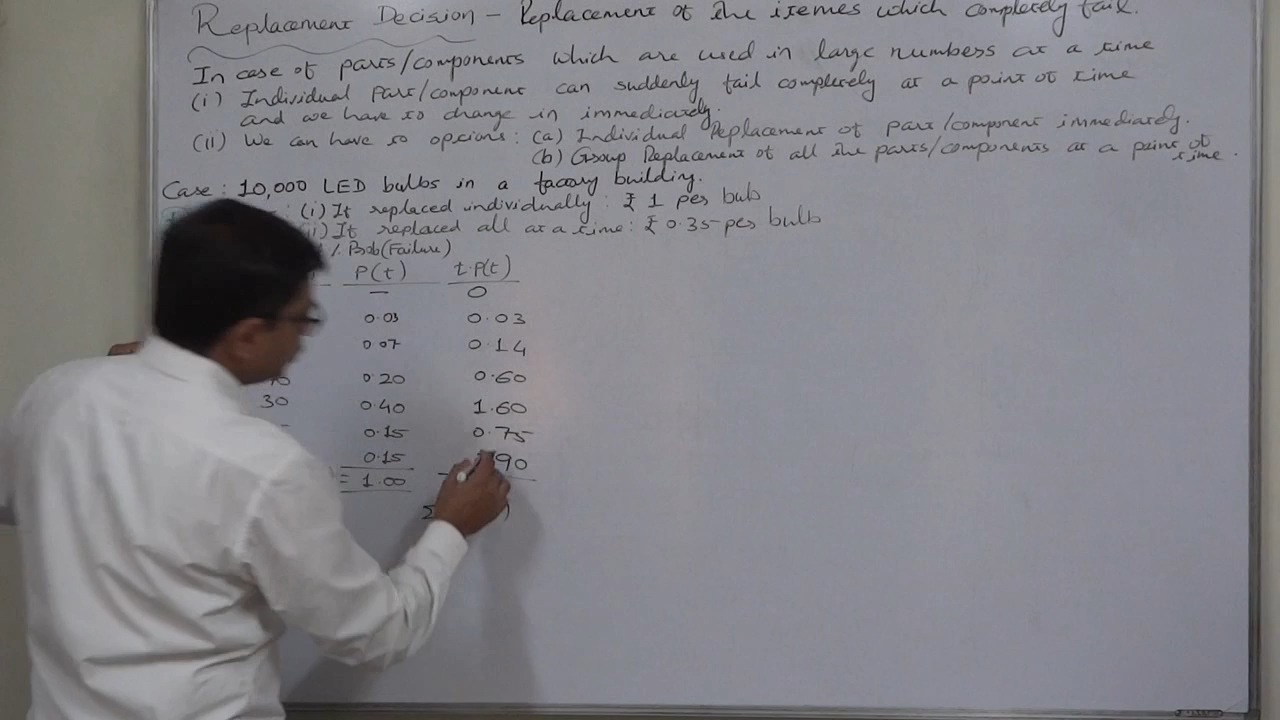 Replacement Decision - Replacement of the itemes which completely fail.
In case of parts/components which are used in large numbers at a time
(i) Individual part/component can suddenly fail completely at a point of time
and we have to change in immediately.
(ii) We can have to options: (a) Individual Replacement of part/component immediately.
(b) Group Replacement of all the parts/components at a point of time.
Case: 10,000 LED bulbs in a factory building.
: (i) If replaced individually: ₹ 1 per bulb
(ii) If replaced all at a time: ₹ 0.35 per bulb
Prob(Failure)
P(t) t.P(t)
— 0
0.03 0.03
0.07 0.14
0.20 0.60
30 0.40 1.60
0.15 0.75
0.15 90
= 1.00
Σ